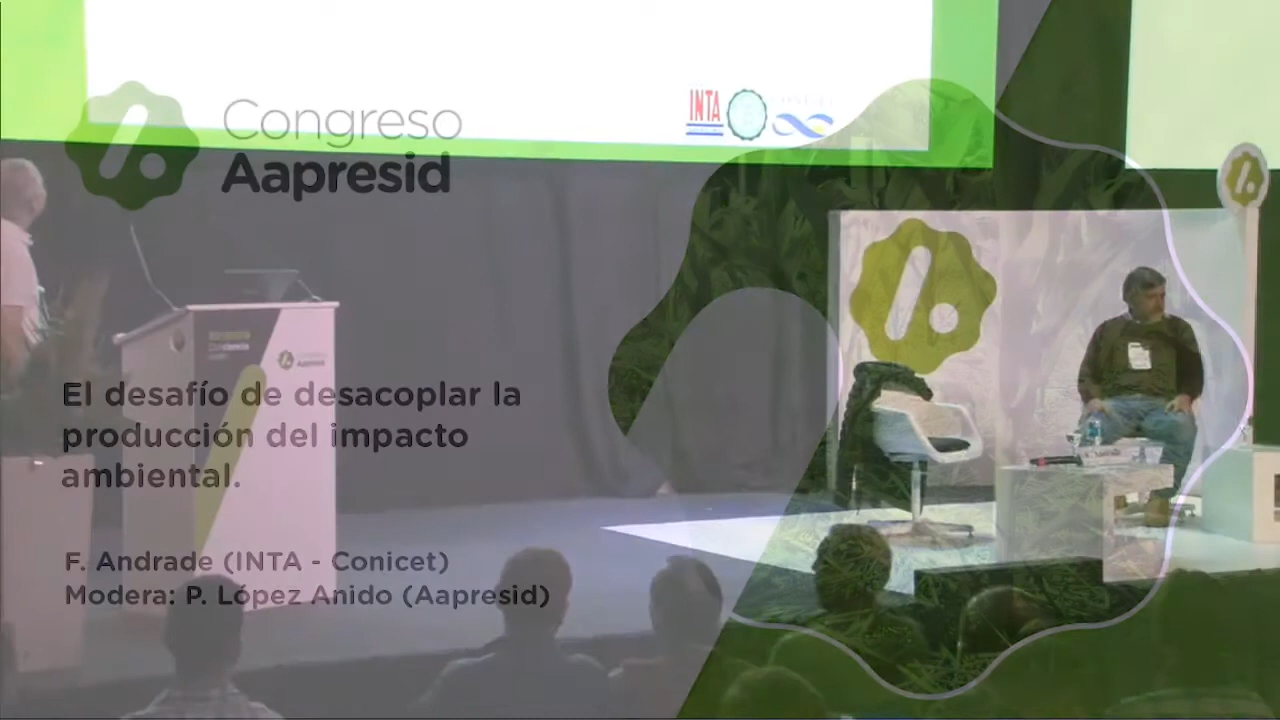 INTA
Congreso
Aapresid
El desafío de desacoplar la
producción del impacto
ambiental.
F. Andrade (INTA - Conicet)
Modera: P. López Anido (Aapresid)